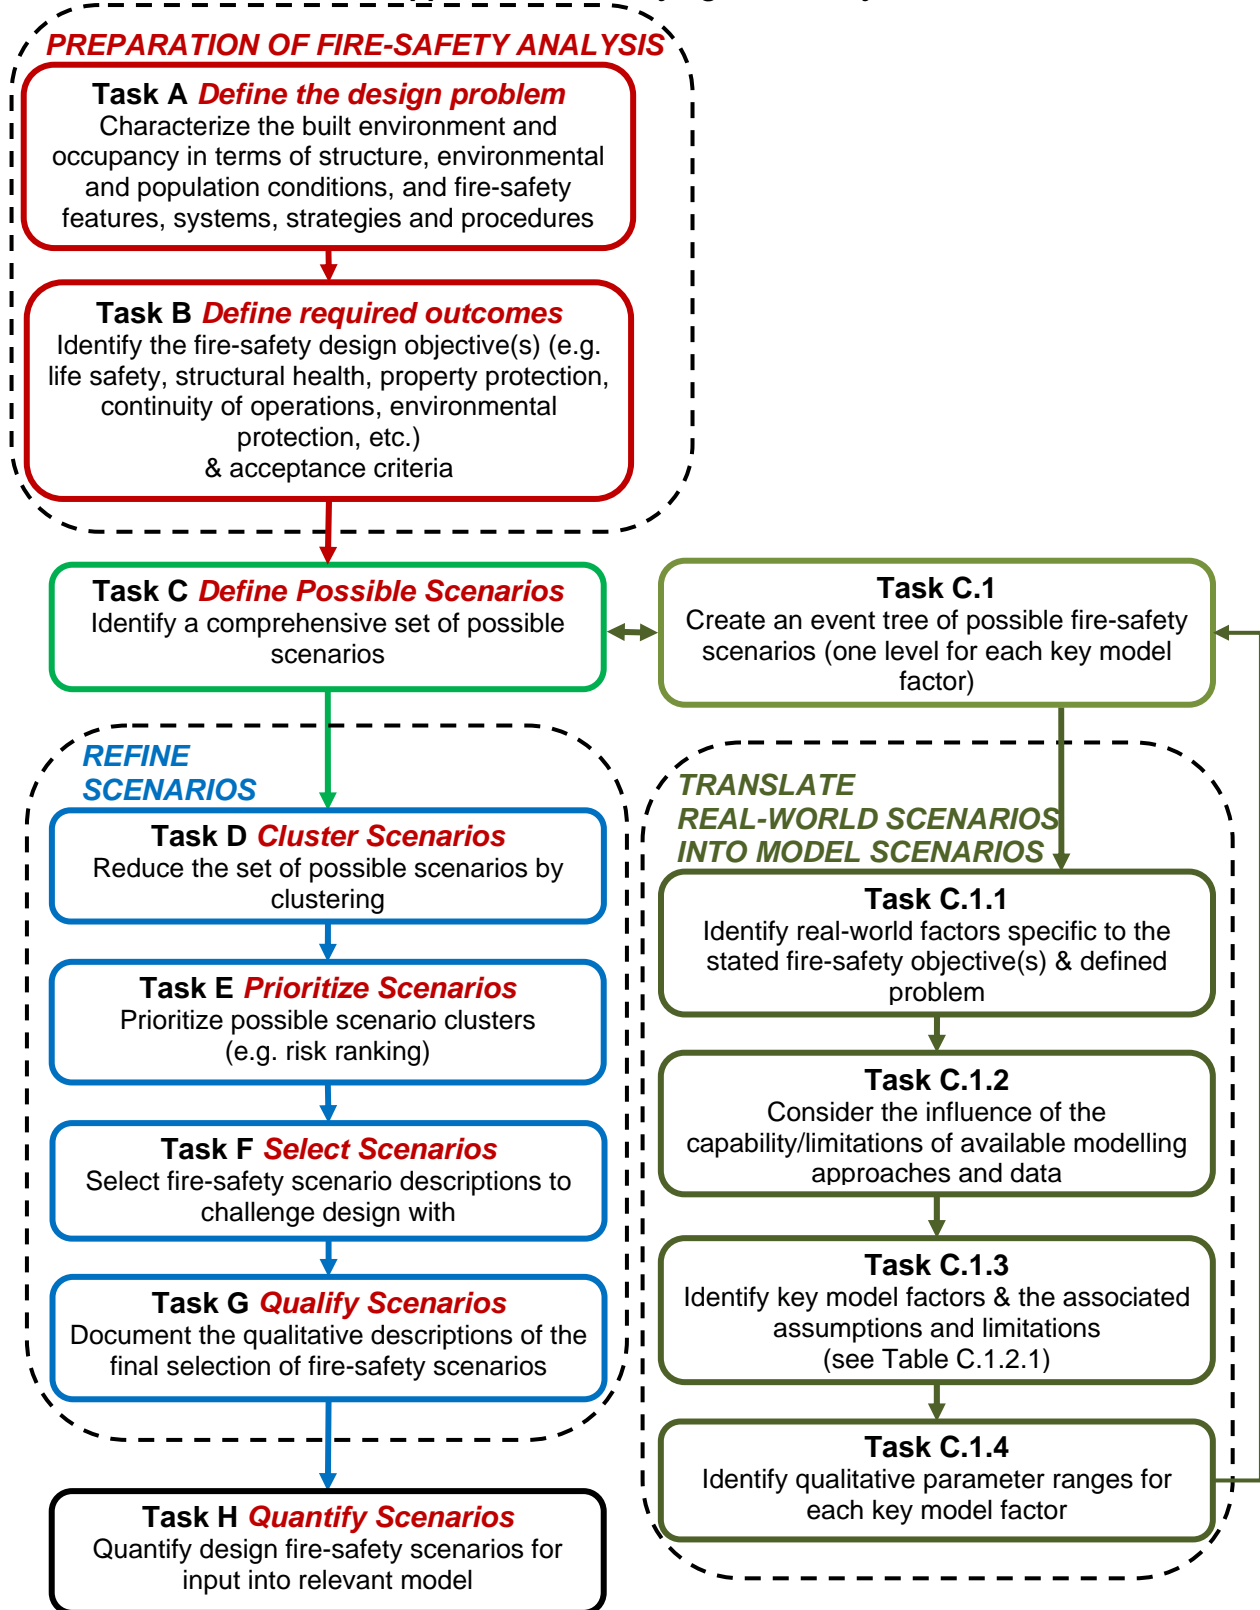 PREPARATION OF FIRE-SAFETY ANALYSIS
Task A Define the design problem
Characterize the built environment and
occupancy in terms of structure, environmental
and population conditions, and fire-safety
features, systems, strategies and procedures
Task B Define required outcomes
Identify the fire-safety design objective(s) (e.g.
life safety, structural health, property protection,
continuity of operations, environmental
protection, etc.)
& acceptance criteria
Task C Define Possible Scenarios
Identify a comprehensive set of possible
scenarios
Task C.1
Create an event tree of possible fire-safety
scenarios (one level for each key model
factor)
REFINE
SCENARIOS
Task D Cluster Scenarios
Reduce the set of possible scenarios by
clustering
Task E Prioritize Scenarios
Prioritize possible scenario clusters
(e.g. risk ranking)
Task F Select Scenarios
Select fire-safety scenario descriptions to
challenge design with
Task G Qualify Scenarios
Document the qualitative descriptions of the
final selection of fire-safety scenarios
Task H Quantify Scenarios
Quantify design fire-safety scenarios for
input into relevant model
TRANSLATE
REAL-WORLD SCENARIOS
INTO MODEL SCENARIOS
Task C.1.1
Identify real-world factors specific to the
stated fire-safety objective(s) & defined
problem
Task C.1.2
Consider the influence of the
capability/limitations of available modelling
approaches and data
Task C.1.3
Identify key model factors & the associated
assumptions and limitations
(see Table C.1.2.1)
Task C.1.4
Identify qualitative parameter ranges for
each key model factor